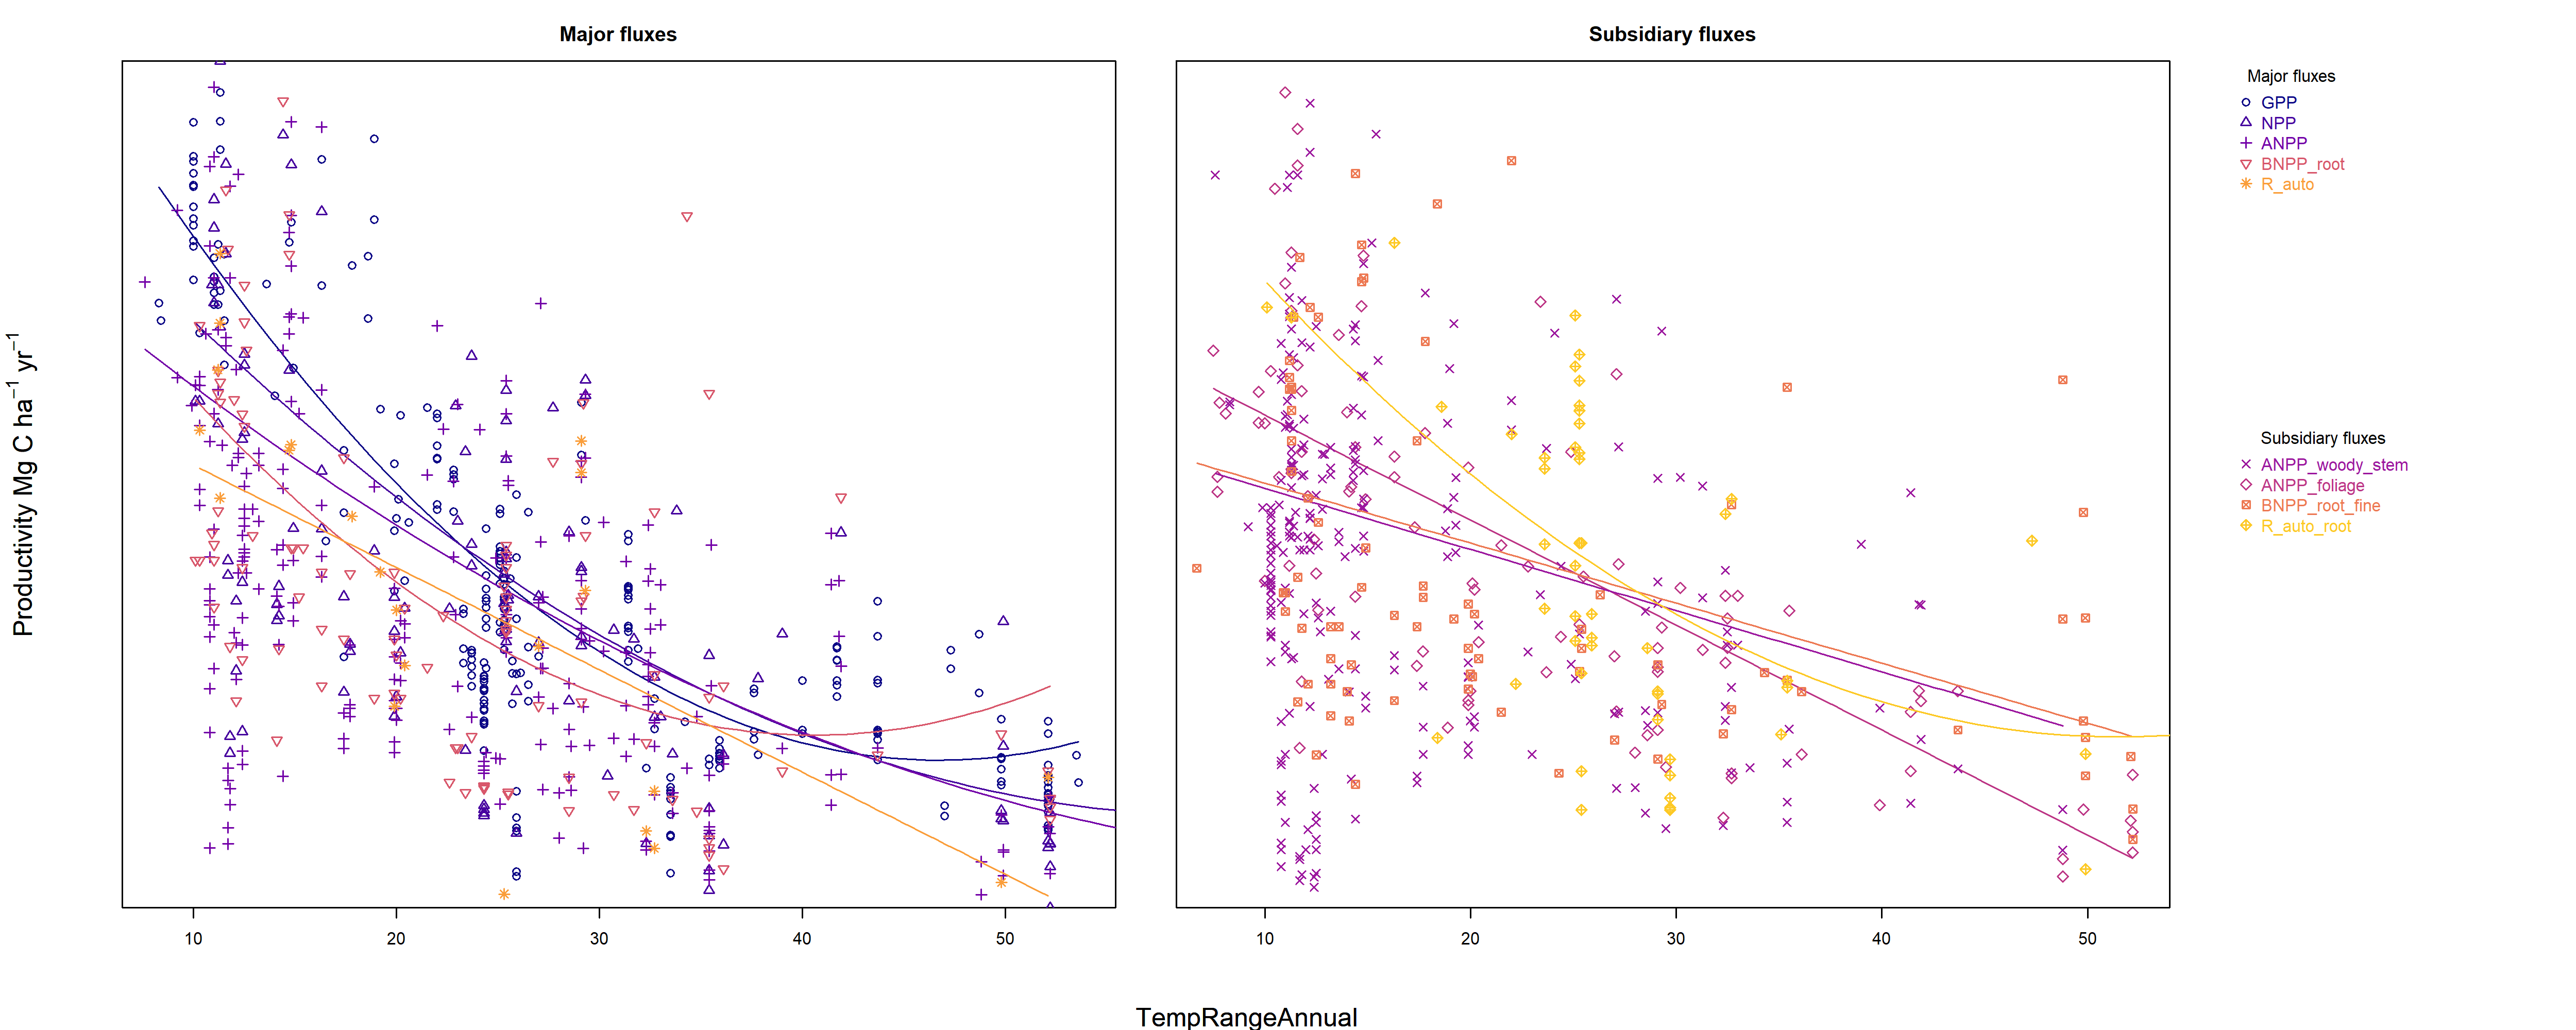 Major fluxes
Subsidiary fluxes
Productivity Mg C ha⁻¹ yr⁻¹
10 20 30 40 50
10 20 30 40 50
TempRangeAnnual
Major fluxes
GPP
NPP
ANPP
BNPP_root
R_auto
Subsidiary fluxes
ANPP_woody_stem
ANPP_foliage
BNPP_root_fine
R_auto_root